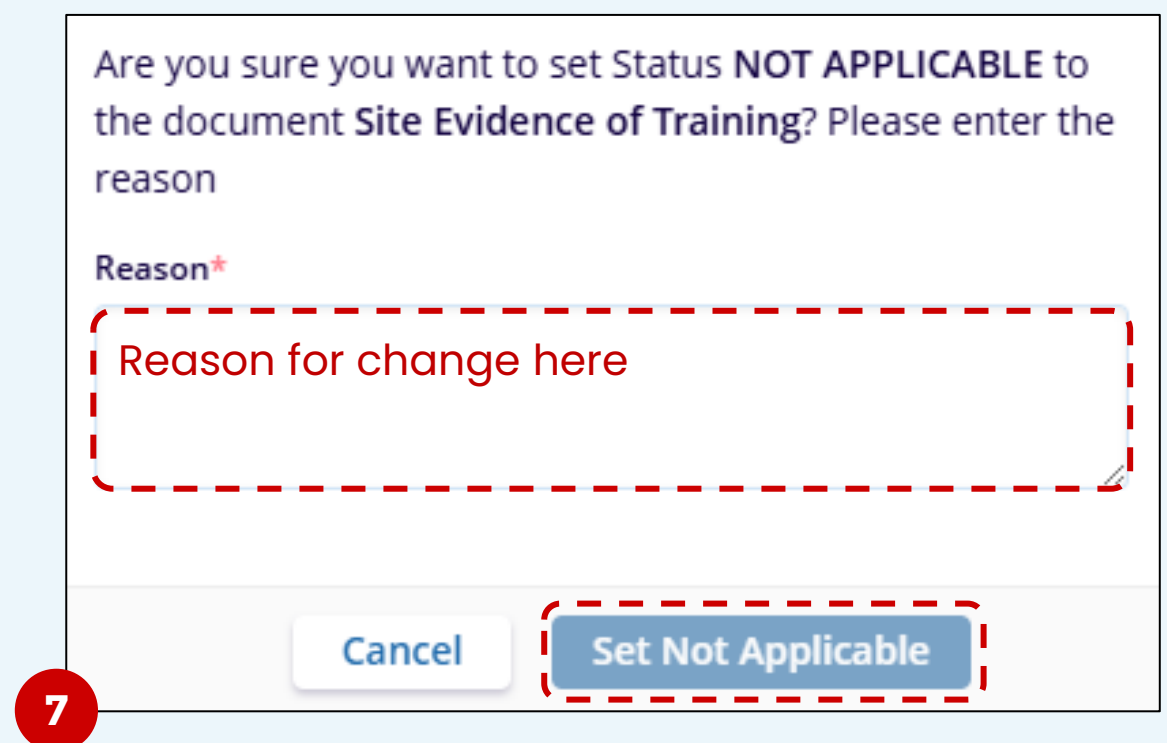 Are you sure you want to set Status NOT APPLICABLE to
the document Site Evidence of Training? Please enter the
reason
Reason*
Reason for change here
Cancel
Set Not Applicable
7